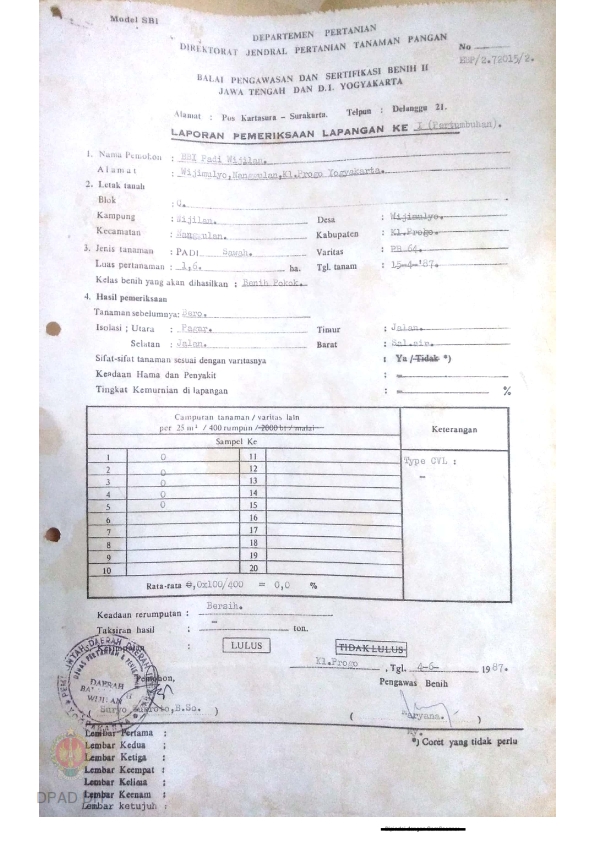 Model SB1
DEPARTEMEN PERTANIAN
DIREKTORAT JENDRAL PERTANIAN TANAMAN PANGAN
No
BALAI PENGAWASAN DAN SERTIFIKASI BENIH II
JAWA TENGAH DAN D.I. YOGYAKARTA
Alamat : Pos Kartasura - Surakarta. Telpun : Delanggu 21.
LAPORAN PEMERIKSAAN LAPANGAN KE I (Pertumbuhan).
1. Nama Pemohon : BBI Padi Wijilan.
Alamat : Wijimulyo, Nanggulan, Kl.Progo Yogyakarta.
2. Letak tanah
Blok :
Kampung : Wijilan. Desa : Wijimulyo.
Kecamatan : Nanggulan. Kabupaten : Kl.Progo.
3. Jenis tanaman : PADI Sawah. Varitas : PB 64.
Luas pertanaman : 1,6. ha. Tgl. tanam : 15-4-'87.
Kelas benih yang akan dihasilkan : Benih Pokok.
4. Hasil pemeriksaan
Tanaman sebelumnya: Bero.
Isolasi ; Utara : Pagar. Timur : Jalan.
Selatan : Jalan. Barat :
Sifat-sifat tanaman sesuai dengan varitasnya : Ya / Tidak *)
Keadaan Hama dan Penyakit : -
Tingkat Kemurnian di lapangan : - %
Campuran tanaman / varitas lain
per 25 m² / 400 rumpun / 2000 bt / malai
Keterangan
Sampel Ke
1 0 11
Type CVL :
2 0 12
-
3 0 13
4 0 14
5 0 15
6 16
7 17
8 18
9 19
10 20
Rata-rata 0,0x100/400 = 0,0 %
Keadaan rerumputan : Bersih.
Taksiran hasil : - ton.
Kesimpulan : LULUS TIDAK LULUS
Kl.Progo , Tgl. 4-6- 1987.
Pemohon, Pengawas Benih
DAERAH
WIJILAN
B.Sc. ) ( Haryana. )
*) Coret yang tidak perlu
Lembar Pertama :
Lembar Kedua :
Lembar Ketiga :
Lembar Keempat :
Lembar Kelima :
Lembar Keenam :
Lembar ketujuh :
DPAD DIY